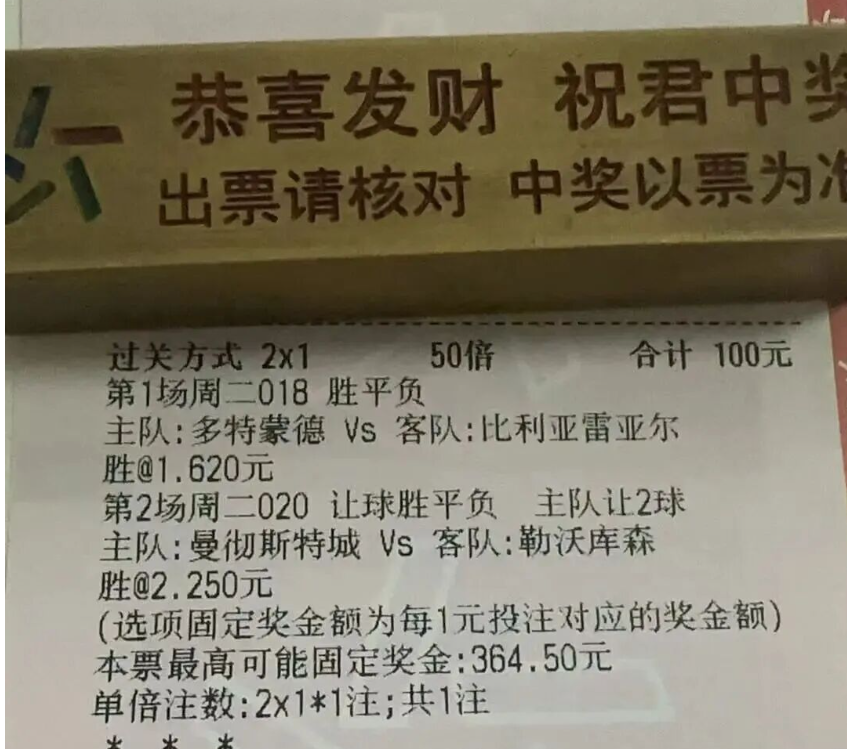 恭喜发财 祝君中奖
出票请核对 中奖以票为准
过关方式 2x1 50倍 合计 100元
第1场周二018 胜平负
主队:多特蒙德 Vs 客队:比利亚雷亚尔
胜@1.620元
第2场周二020 让球胜平负 主队让2球
主队:曼彻斯特城 Vs 客队:勒沃库森
胜@2.250元
(选项固定奖金额为每1元投注对应的奖金额)
本票最高可能固定奖金:364.50元
单倍注数:2x1*1注;共1注
* * *